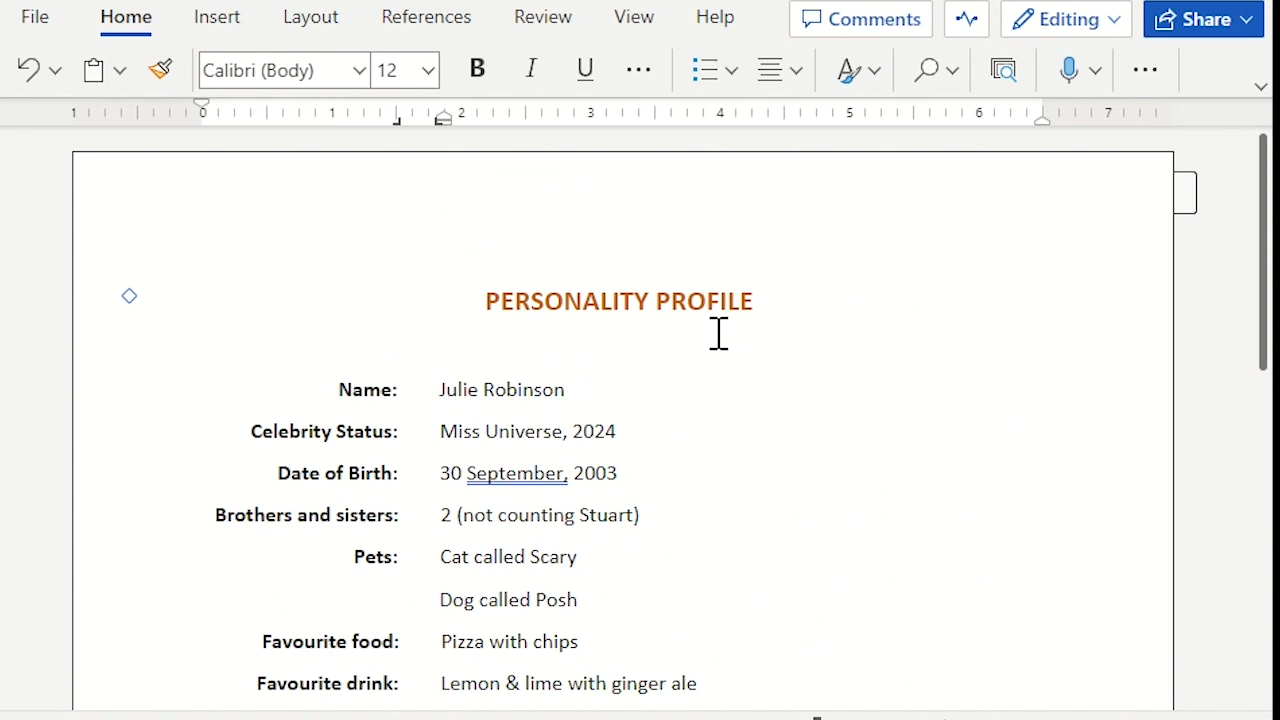 File Home Insert Layout References Review View Help Comments Editing Share
Calibri (Body) 12 B I U
1 0 1 2 3 4 5 6 7
PERSONALITY PROFILE
Name: Julie Robinson
Celebrity Status: Miss Universe, 2024
Date of Birth: 30 September, 2003
Brothers and sisters: 2 (not counting Stuart)
Pets: Cat called Scary
Dog called Posh
Favourite food: Pizza with chips
Favourite drink: Lemon & lime with ginger ale